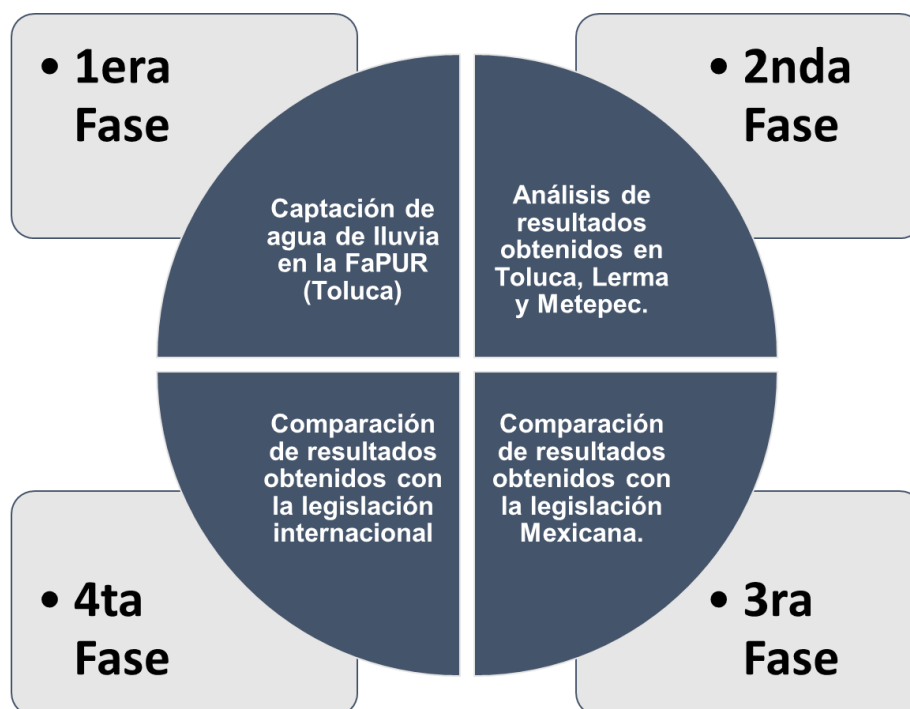 • 1era
Fase
Captación de
agua de lluvia
en la FaPUR
(Toluca)
• 2nda
Fase
Análisis de
resultados
obtenidos en
Toluca, Lerma
y Metepec.
Comparación
de resultados
obtenidos con
la legislación
internacional
• 4ta
Fase
Comparación
de resultados
obtenidos con
la legislación
Mexicana.
• 3ra
Fase